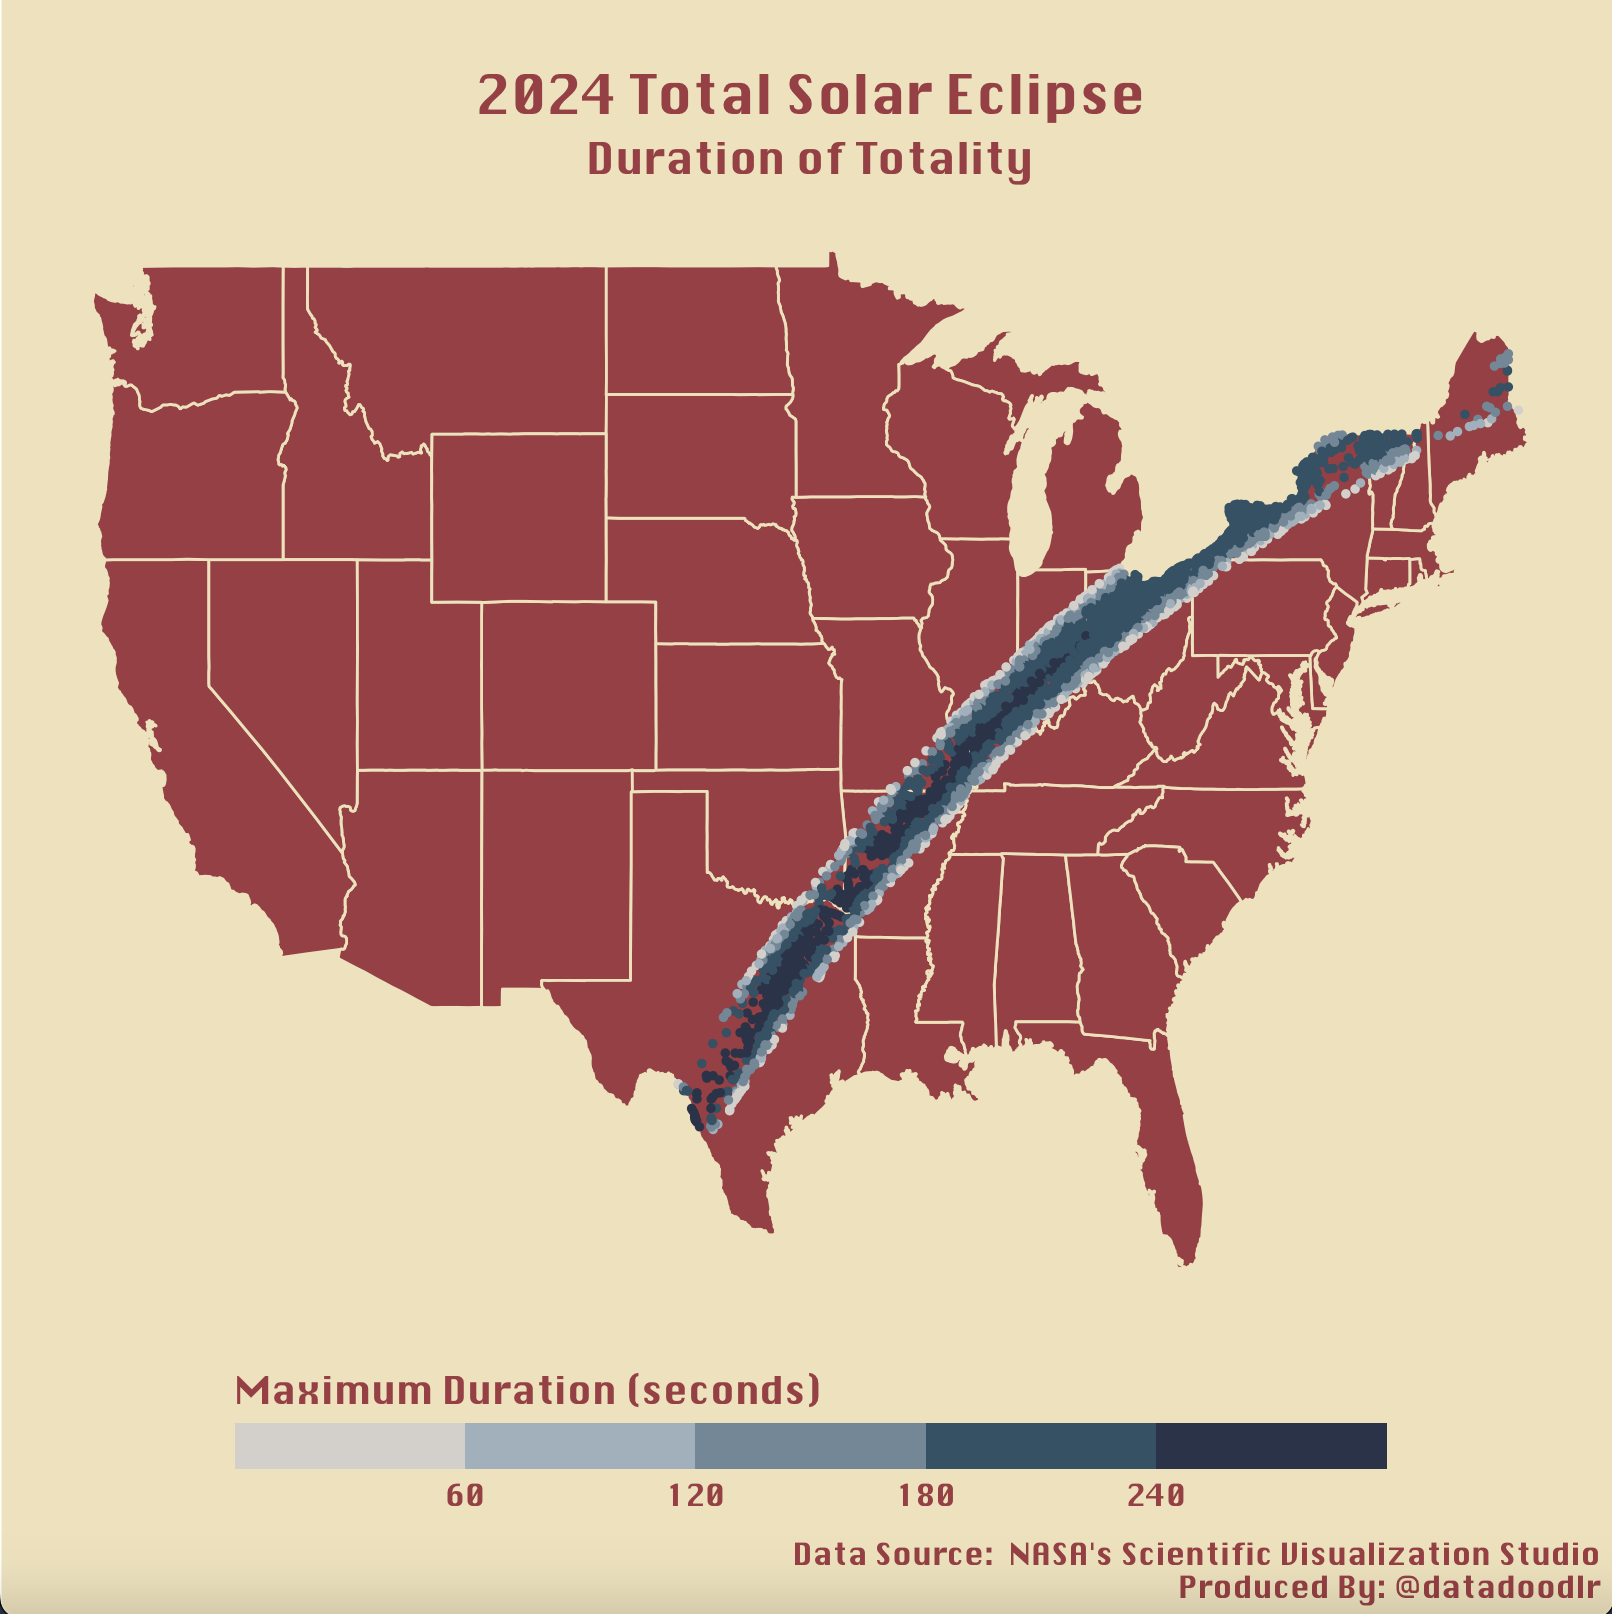 2024 Total Solar Eclipse
Duration of Totality
Maximum Duration (seconds)
60 120 180 240
Data Source: NASA's Scientific Visualization Studio
Produced By: @datadoodlr